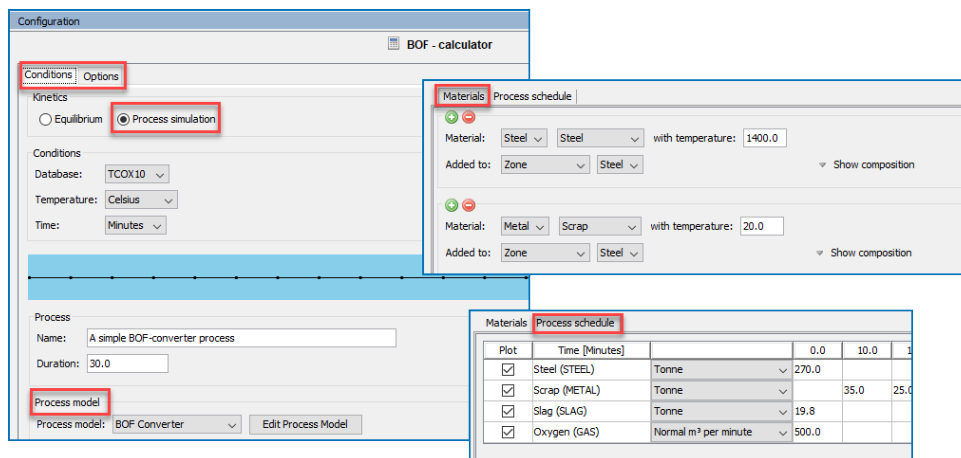 Configuration
BOF - calculator
Conditions Options
Kinetics
Equilibrium Process simulation
Conditions
Database: TCOX10
Temperature: Celsius
Time: Minutes
Process
Name: A simple BOF-converter process
Duration: 30.0
Process model
Process model: BOF Converter Edit Process Model
Materials Process schedule
Material: Steel Steel with temperature: 1400.0
Added to: Zone Steel Show composition
Material: Metal Scrap with temperature: 20.0
Added to: Zone Steel Show composition
Materials Process schedule
Plot Time [Minutes] 0.0 10.0 1
Steel (STEEL) Tonne 270.0
Scrap (METAL) Tonne 35.0 25.0
Slag (SLAG) Tonne 19.8
Oxygen (GAS) Normal m³ per minute 500.0